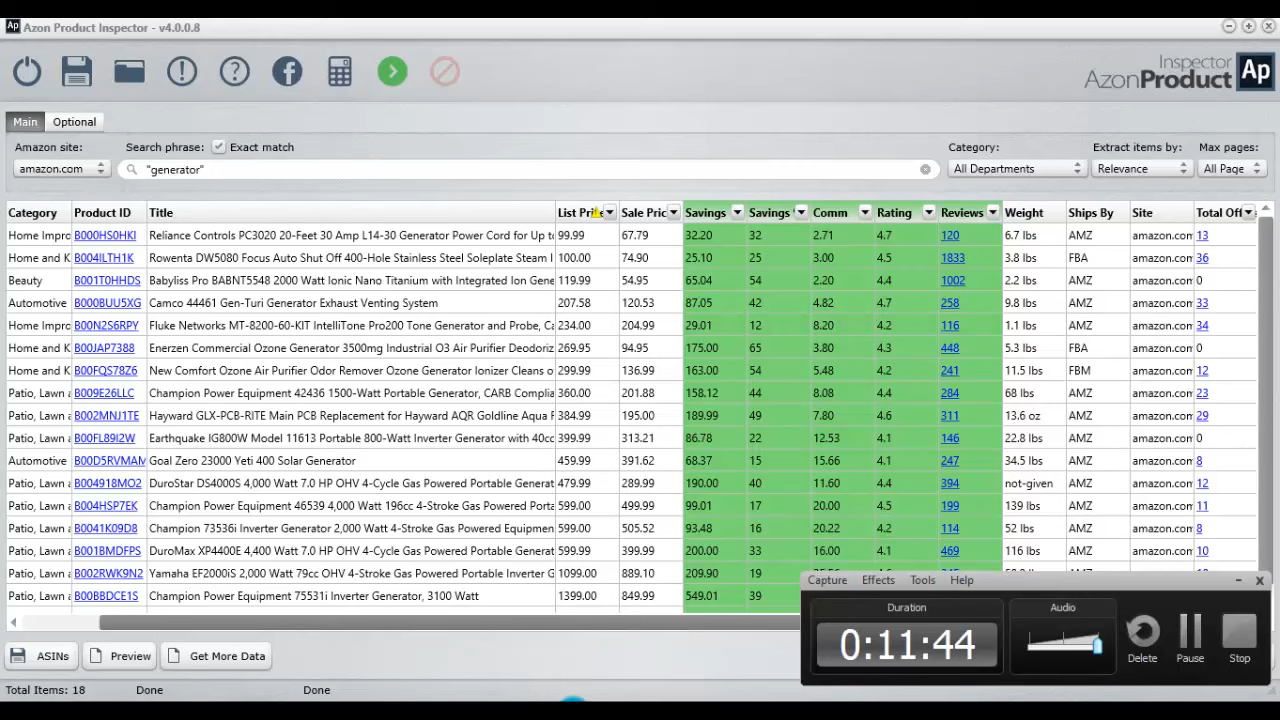 Ap Azon Product Inspector - v4.0.0.8
Inspector
AzonProduct Ap
Main Optional
Amazon site: Search phrase: Exact match Category: Extract items by: Max pages:
amazon.com "generator" All Departments Relevance All Page
Category Product ID Title List Pri Sale Pric Savings Savings Comm Rating Reviews Weight Ships By Site Total Off
Home Impro B000HS0HKI Reliance Controls PC3020 20-Feet 30 Amp L14-30 Generator Power Cord for Up to 99.99 67.79 32.20 32 2.71 4.7 120 6.7 lbs AMZ amazon.com 13
Home and K B004ILTH1K Rowenta DW5080 Focus Auto Shut Off 400-Hole Stainless Steel Soleplate Steam I 100.00 74.90 25.10 25 3.00 4.5 1833 3.8 lbs FBA amazon.com 36
Beauty B001T0HHDS Babyliss Pro BABNT5548 2000 Watt Ionic Nano Titanium with Integrated Ion Gene 119.99 54.95 65.04 54 2.20 4.4 1002 2.2 lbs AMZ amazon.com 0
Automotive B000BUU5XG Camco 44461 Gen-Turi Generator Exhaust Venting System 207.58 120.53 87.05 42 4.82 4.7 258 9.8 lbs AMZ amazon.com 33
Home Impro B00N2S6RPY Fluke Networks MT-8200-60-KIT IntelliTone Pro200 Tone Generator and Probe, Ca 234.00 204.99 29.01 12 8.20 4.2 116 1.1 lbs AMZ amazon.com 34
Home and K B00JAP7388 Enerzen Commercial Ozone Generator 3500mg Industrial O3 Air Purifier Deodoriz 269.95 94.95 175.00 65 3.80 4.3 448 5.3 lbs FBA amazon.com 0
Home and K B00FQS78Z6 New Comfort Ozone Air Purifier Odor Remover Ozone Generator Ionizer Cleans o 299.99 136.99 163.00 54 5.48 4.2 241 11.5 lbs FBM amazon.com 12
Patio, Lawn a B009E26LLC Champion Power Equipment 42436 1500-Watt Portable Generator, CARB Complia 360.00 201.88 158.12 44 8.08 4.4 284 68 lbs AMZ amazon.com 23
Patio, Lawn a B002MNJ1TE Hayward GLX-PCB-RITE Main PCB Replacement for Hayward AQR Goldline Aqua R 384.99 195.00 189.99 49 7.80 4.6 311 13.6 oz AMZ amazon.com 29
Patio, Lawn a B00FL89I2W Earthquake IG800W Model 11613 Portable 800-Watt Inverter Generator with 40cc 399.99 313.21 86.78 22 12.53 4.1 146 22.8 lbs AMZ amazon.com 0
Automotive B00D5RVMAM Goal Zero 23000 Yeti 400 Solar Generator 459.99 391.62 68.37 15 15.66 4.1 247 34.5 lbs AMZ amazon.com 8
Patio, Lawn a B004918MO2 DuroStar DS4000S 4,000 Watt 7.0 HP OHV 4-Cycle Gas Powered Portable Generat 479.99 289.99 190.00 40 11.60 4.4 394 not-given AMZ amazon.com 12
Patio, Lawn a B004HSP7EK Champion Power Equipment 46539 4,000 Watt 196cc 4-Stroke Gas Powered Portab 599.00 499.99 99.01 17 20.00 4.5 199 139 lbs AMZ amazon.com 11
Patio, Lawn a B0041K09D8 Champion 73536i Inverter Generator 2,000 Watt 4-Stroke Gas Powered Equipmen 599.00 505.52 93.48 16 20.22 4.2 114 52 lbs AMZ amazon.com 8
Patio, Lawn a B001BMDFPS DuroMax XP4400E 4,400 Watt 7.0 HP OHV 4-Cycle Gas Powered Portable Generat 599.99 399.99 200.00 33 16.00 4.1 469 116 lbs AMZ amazon.com 10
Patio, Lawn a B002RWK9N2 Yamaha EF2000iS 2,000 Watt 79cc OHV 4-Stroke Gas Powered Portable Inverter G 1099.00 889.10 209.90 19
Patio, Lawn a B00BBDCE1S Champion Power Equipment 75531i Inverter Generator, 3100 Watt 1399.00 849.99 549.01 39
Capture Effects Tools Help
Duration Audio
0:11:44
Delete Pause Stop
ASINs Preview Get More Data
Total Items: 18 Done Done